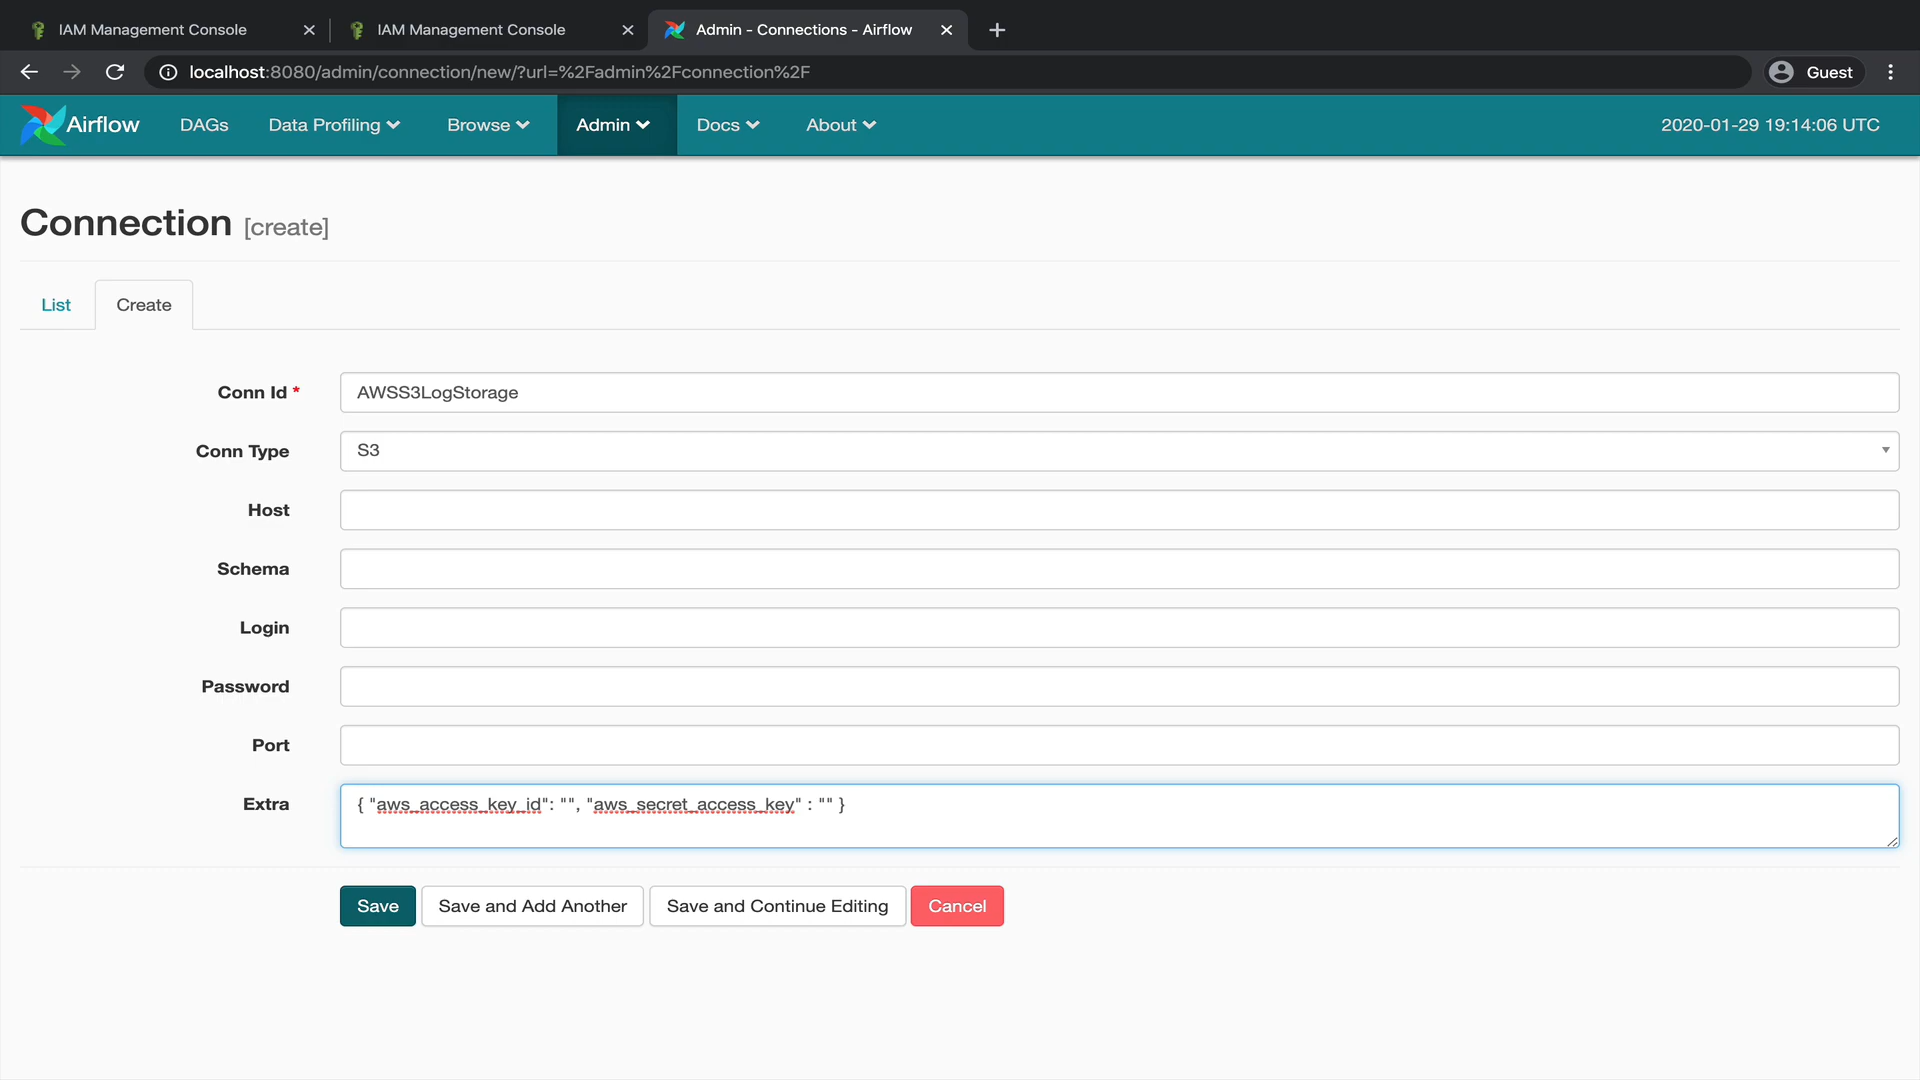 IAM Management Console
IAM Management Console
Admin - Connections - Airflow
localhost:8080/admin/connection/new/?url=%2Fadmin%2Fconnection%2F
Guest
Airflow
DAGs
Data Profiling
Browse
Admin
Docs
About
2020-01-29 19:14:06 UTC
Connection [create]
List
Create
Conn Id *
AWSS3LogStorage
Conn Type
S3
Host
Schema
Login
Password
Port
Extra
{ "aws_access_key_id": "", "aws_secret_access_key" : "" }
Save
Save and Add Another
Save and Continue Editing
Cancel